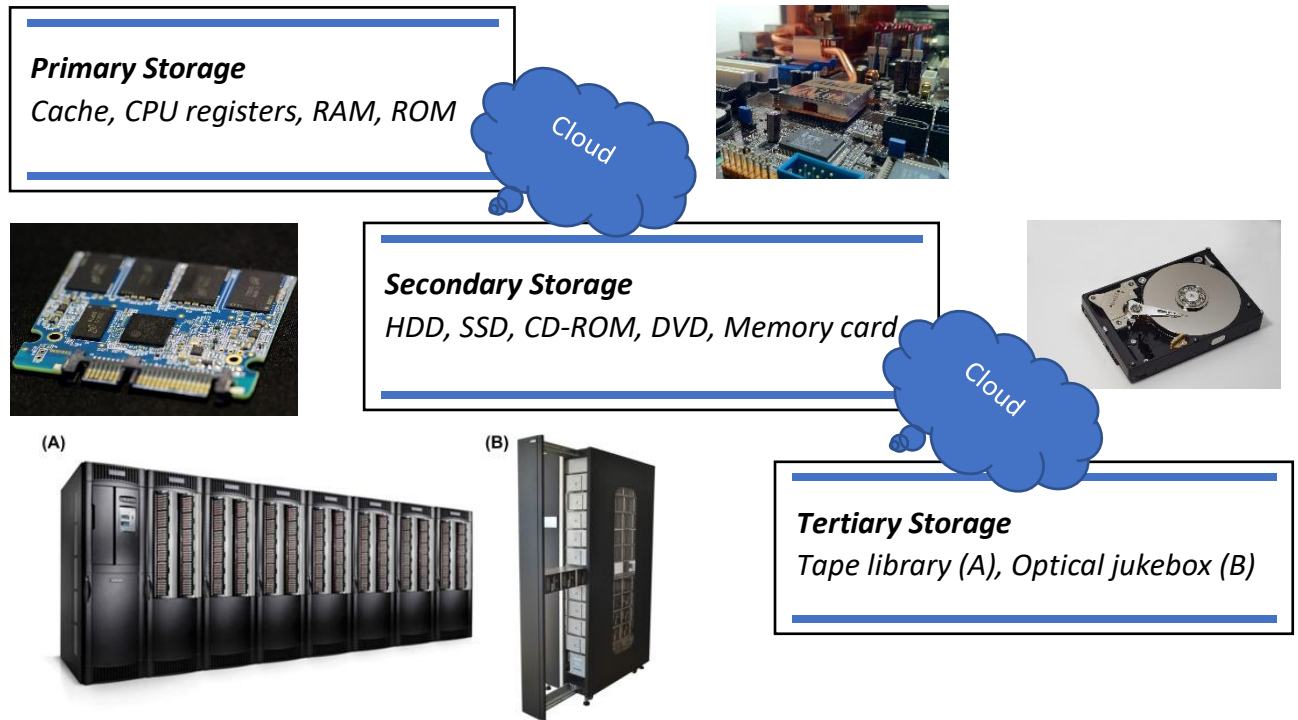 Primary Storage
Cache, CPU registers, RAM, ROM
Cloud
Secondary Storage
HDD, SSD, CD-ROM, DVD, Memory card
Cloud
(A)
(B)
Tertiary Storage
Tape library (A), Optical jukebox (B)